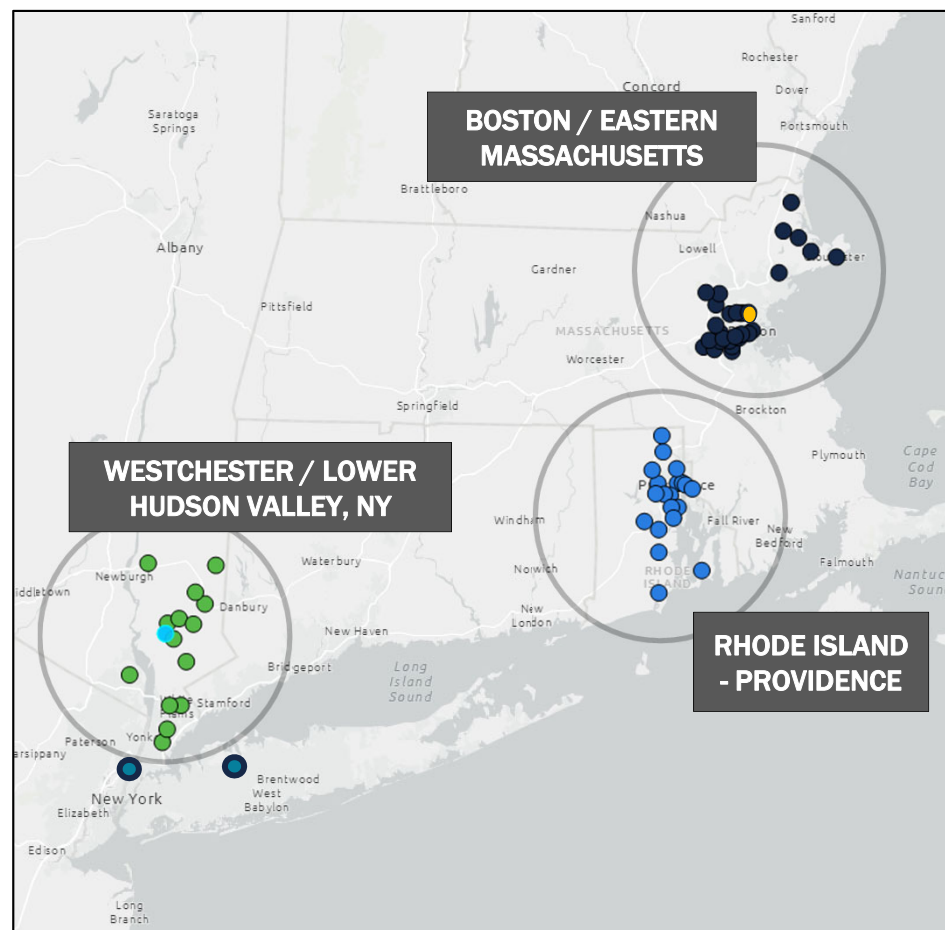 Sanford
Rochester
Concord
Dover
Saratoga
Springs
BOSTON / EASTERN
MASSACHUSETTS
Portsmouth
Brattleboro
Nashua
Albany
Lowell
Gardner
Pittsfield
MASSACHUSETTS
Worcester
Springfield
Brockton
WESTCHESTER / LOWER
HUDSON VALLEY, NY
Plymouth
Cape
Cod
Bay
Windham
Fall River
New
Bedford
Waterbury
Norwich
Falmouth
Newburgh
RHODE
ISLAND
Danbury
New
London
New Haven
Bridgeport
Long
Island
Sound
RHODE ISLAND
- PROVIDENCE
Stamford
Paterson
Brentwood
West
Babylon
New York
Elizabeth
Edison
Long
Branch